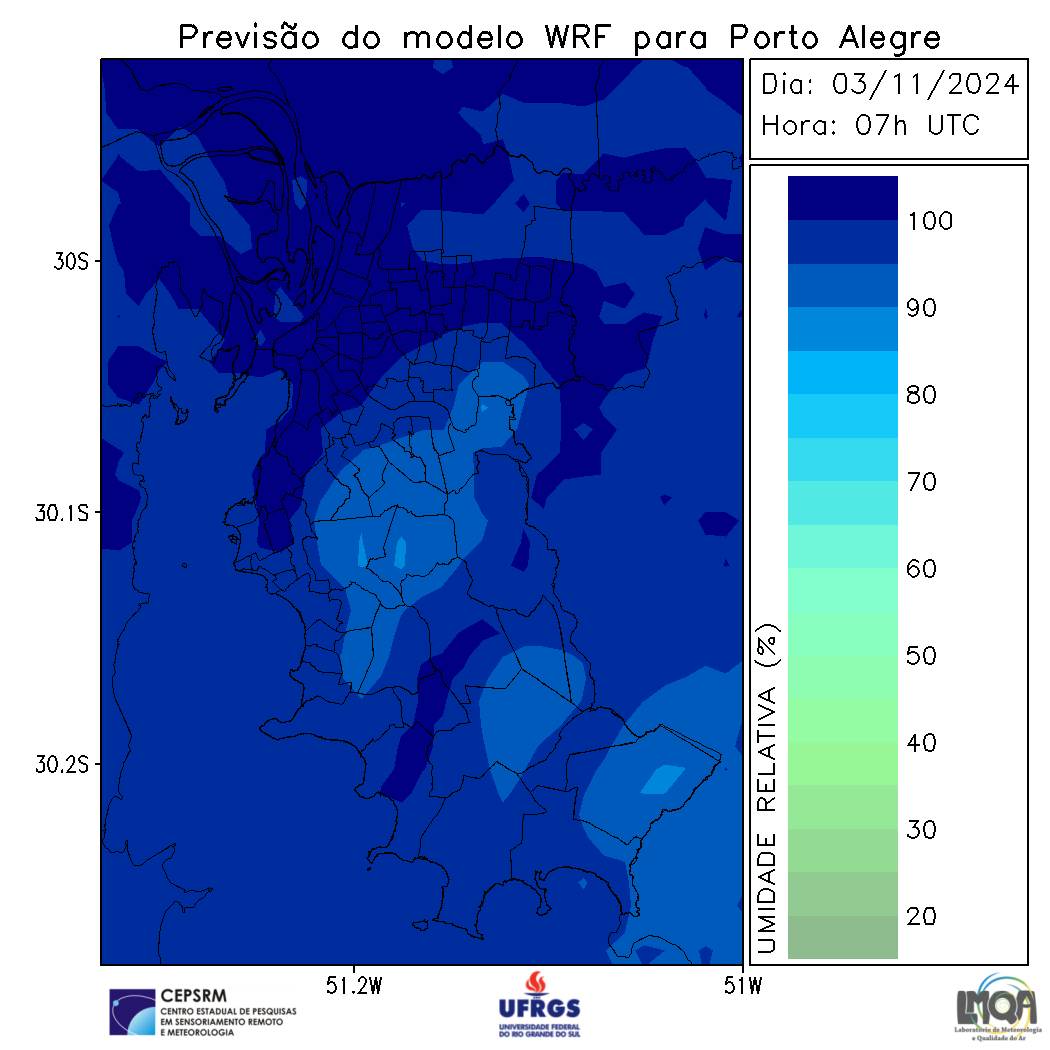 Previsão do modelo WRF para Porto Alegre
Dia: 03/11/2024
Hora: 07h UTC
30S
30.1S
30.2S
51.2W
51W
100
90
80
70
60
50
40
30
20
UMIDADE RELATIVA (%)
CEPSRM
CENTRO ESTADUAL DE PESQUISAS
EM SENSORIAMENTO REMOTO
E METEOROLOGIA
UFRGS
UNIVERSIDADE FEDERAL
DO RIO GRANDE DO SUL
LMQA
Laboratório de Meteorologia
e Qualidade do Ar